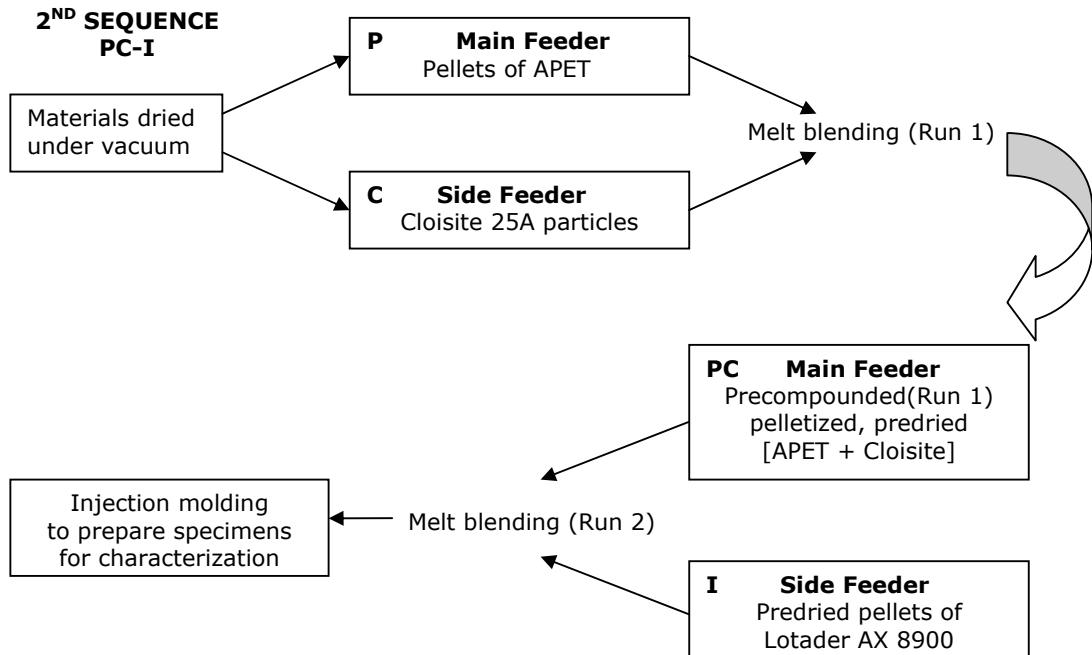 2ND SEQUENCE
PC-I
P Main Feeder
Pellets of APET
Materials dried
under vacuum
Melt blending (Run 1)
C Side Feeder
Cloisite 25A particles
PC Main Feeder
Precompounded(Run 1)
pelletized, predried
[APET + Cloisite]
Injection molding
to prepare specimens
for characterization
Melt blending (Run 2)
I Side Feeder
Predried pellets of
Lotader AX 8900